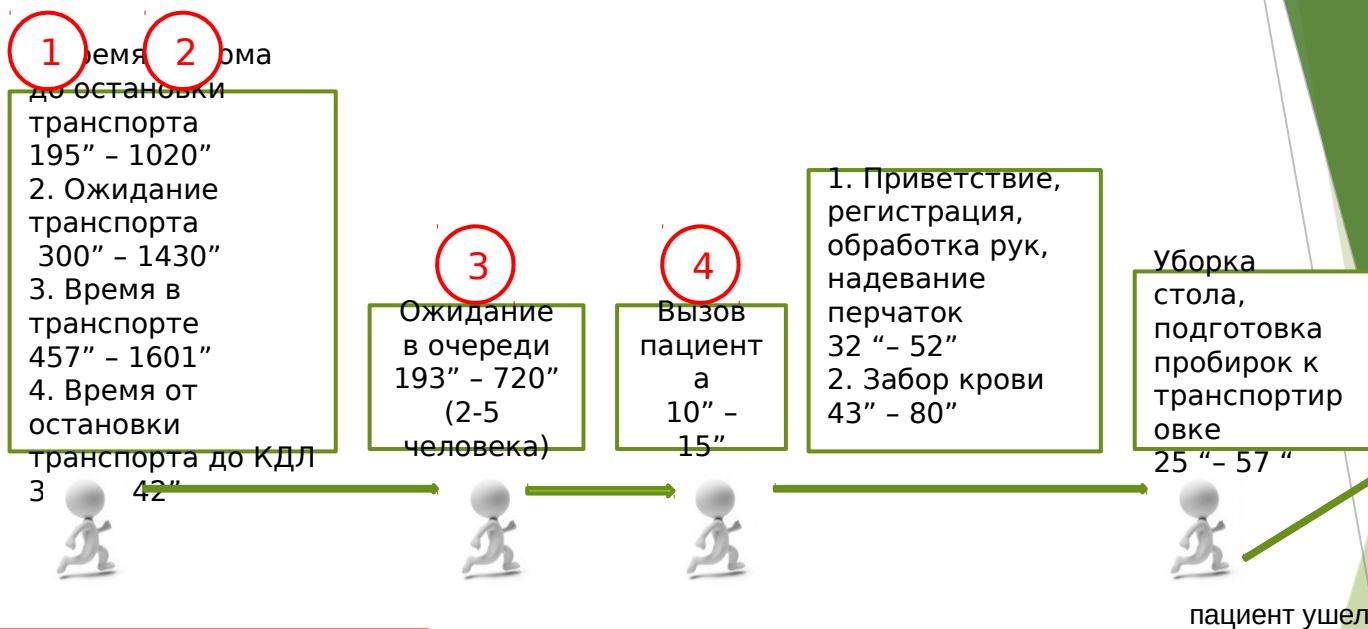 1
2
ремя
ома
до остановки
транспорта
195” – 1020”
2. Ожидание
транспорта
300” – 1430”
3. Время в
транспорте
457” – 1601”
4. Время от
остановки
транспорта до КДЛ
3
42”
3
Ожидание
в очереди
193” – 720”
(2-5
человека)
4
Вызов
пациент
а
10” –
15”
1. Приветствие,
регистрация,
обработка рук,
надевание
перчаток
32 “– 52”
2. Забор крови
43” – 80”
Уборка
стола,
подготовка
пробирок к
транспортир
овке
25 “– 57 “
пациент ушел